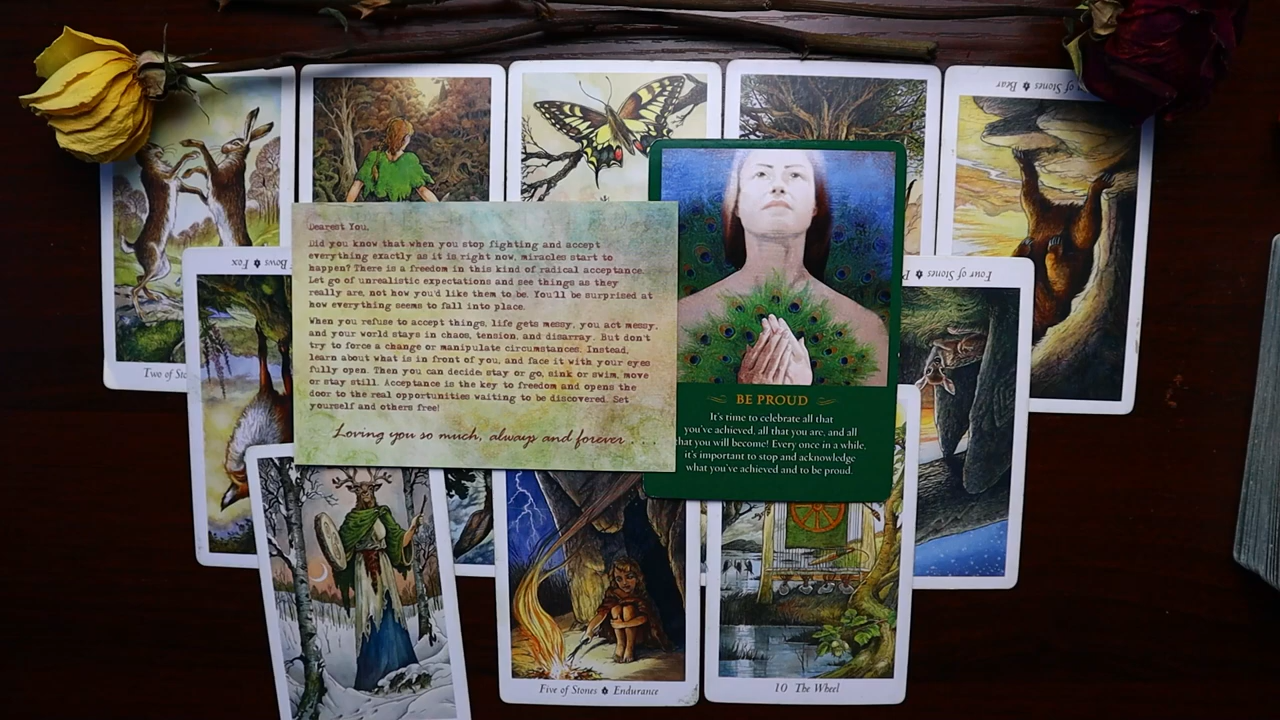 of Stones Bear
Bows Fox
Four of Stones
Two of
Dearest You,
Did you know that when you stop fighting and accept
everything exactly as it is right now, miracles start to
happen? There is a freedom in this kind of radical acceptance.
Let go of unrealistic expectations and see things as they
really are, not how you'd like them to be. You'll be surprised at
how everything seems to fall into place.
When you refuse to accept things, life gets messy, you act messy,
and your world stays in chaos, tension, and disarray. But don't
try to force a change or manipulate circumstances. Instead,
learn about what is in front of you, and face it with your eyes
fully open. Then you can decide stay or go, sink or swim, move
or stay still. Acceptance is the key to freedom and opens the
door to the real opportunities waiting to be discovered. Set
yourself and others free!
Loving you so much, always and forever . . . .
BE PROUD
It's time to celebrate all that
you've achieved, all that you are, and all
that you will become! Every once in a while,
it's important to stop and acknowledge
what you've achieved and to be proud.
Five of Stones Endurance
10 The Wheel